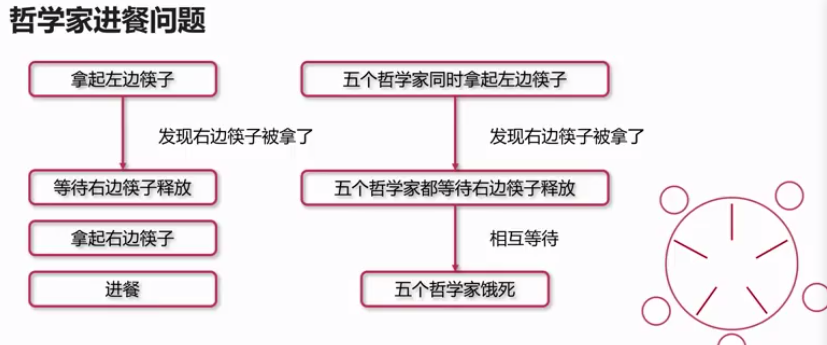 哲学家进餐问题
拿起左边筷子
发现右边筷子被拿了
等待右边筷子释放
拿起右边筷子
进餐
五个哲学家同时拿起左边筷子
发现右边筷子被拿了
五个哲学家都等待右边筷子释放
相互等待
五个哲学家饿死